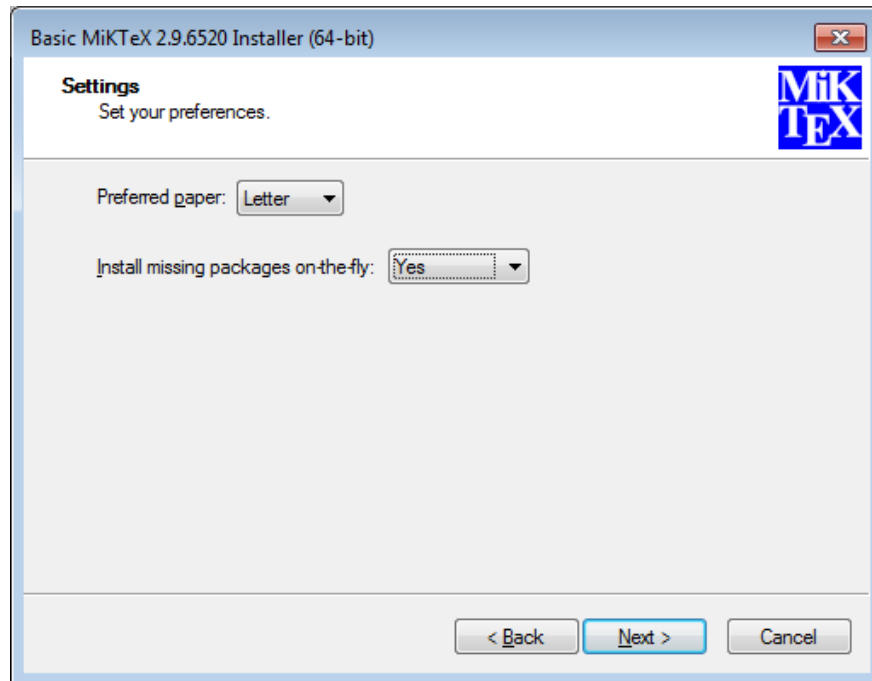 Basic MiKTeX 2.9.6520 Installer (64-bit)
Settings
Set your preferences.
MiK
TEX
Preferred paper: Letter
Install missing packages on-the-fly: Yes
< Back Next > Cancel